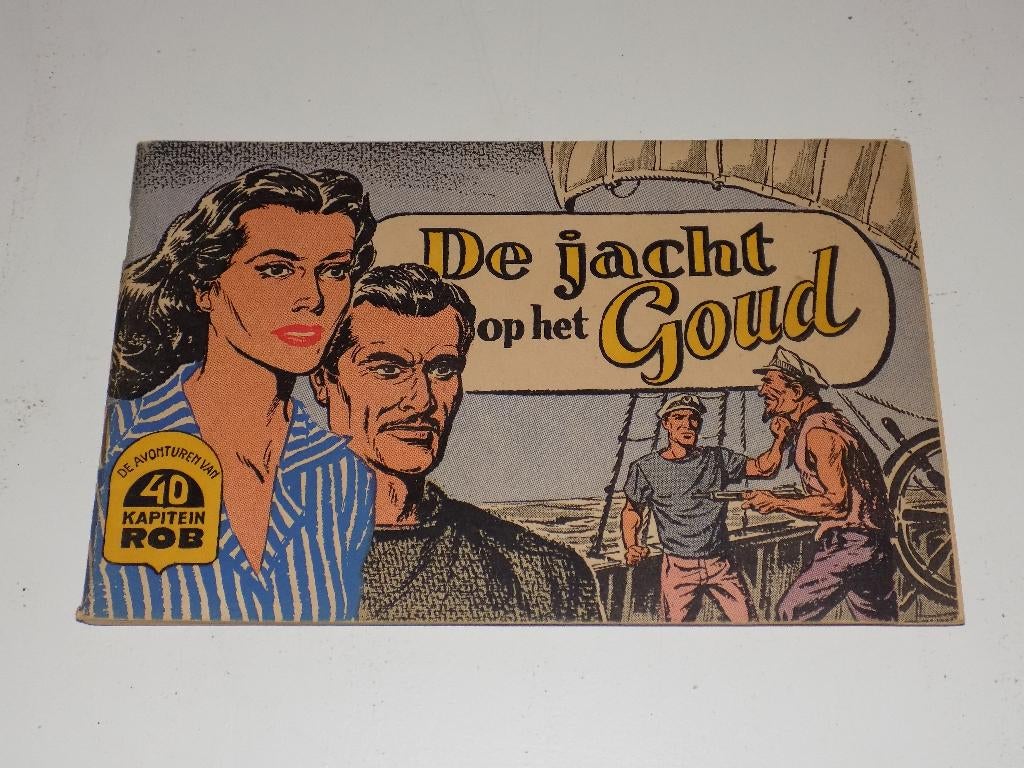 De jacht
op het Goud
DE AVONTUREN VAN
40
KAPITEIN
ROB